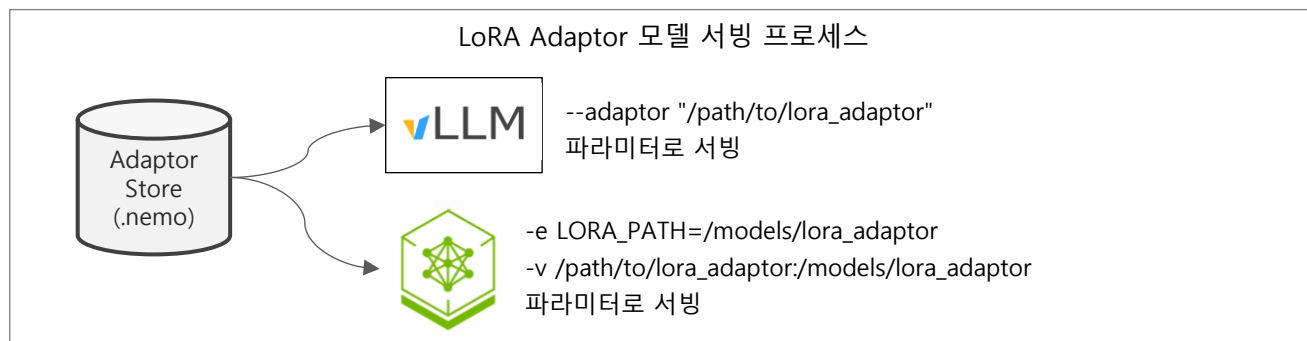 LoRA Adaptor 모델 서빙 프로세스
Adaptor
Store
(.nemo)
vLLM
--adaptor "/path/to/lora_adaptor"
파라미터로 서빙
-e LORA_PATH=/models/lora_adaptor
-v /path/to/lora_adaptor:/models/lora_adaptor
파라미터로 서빙